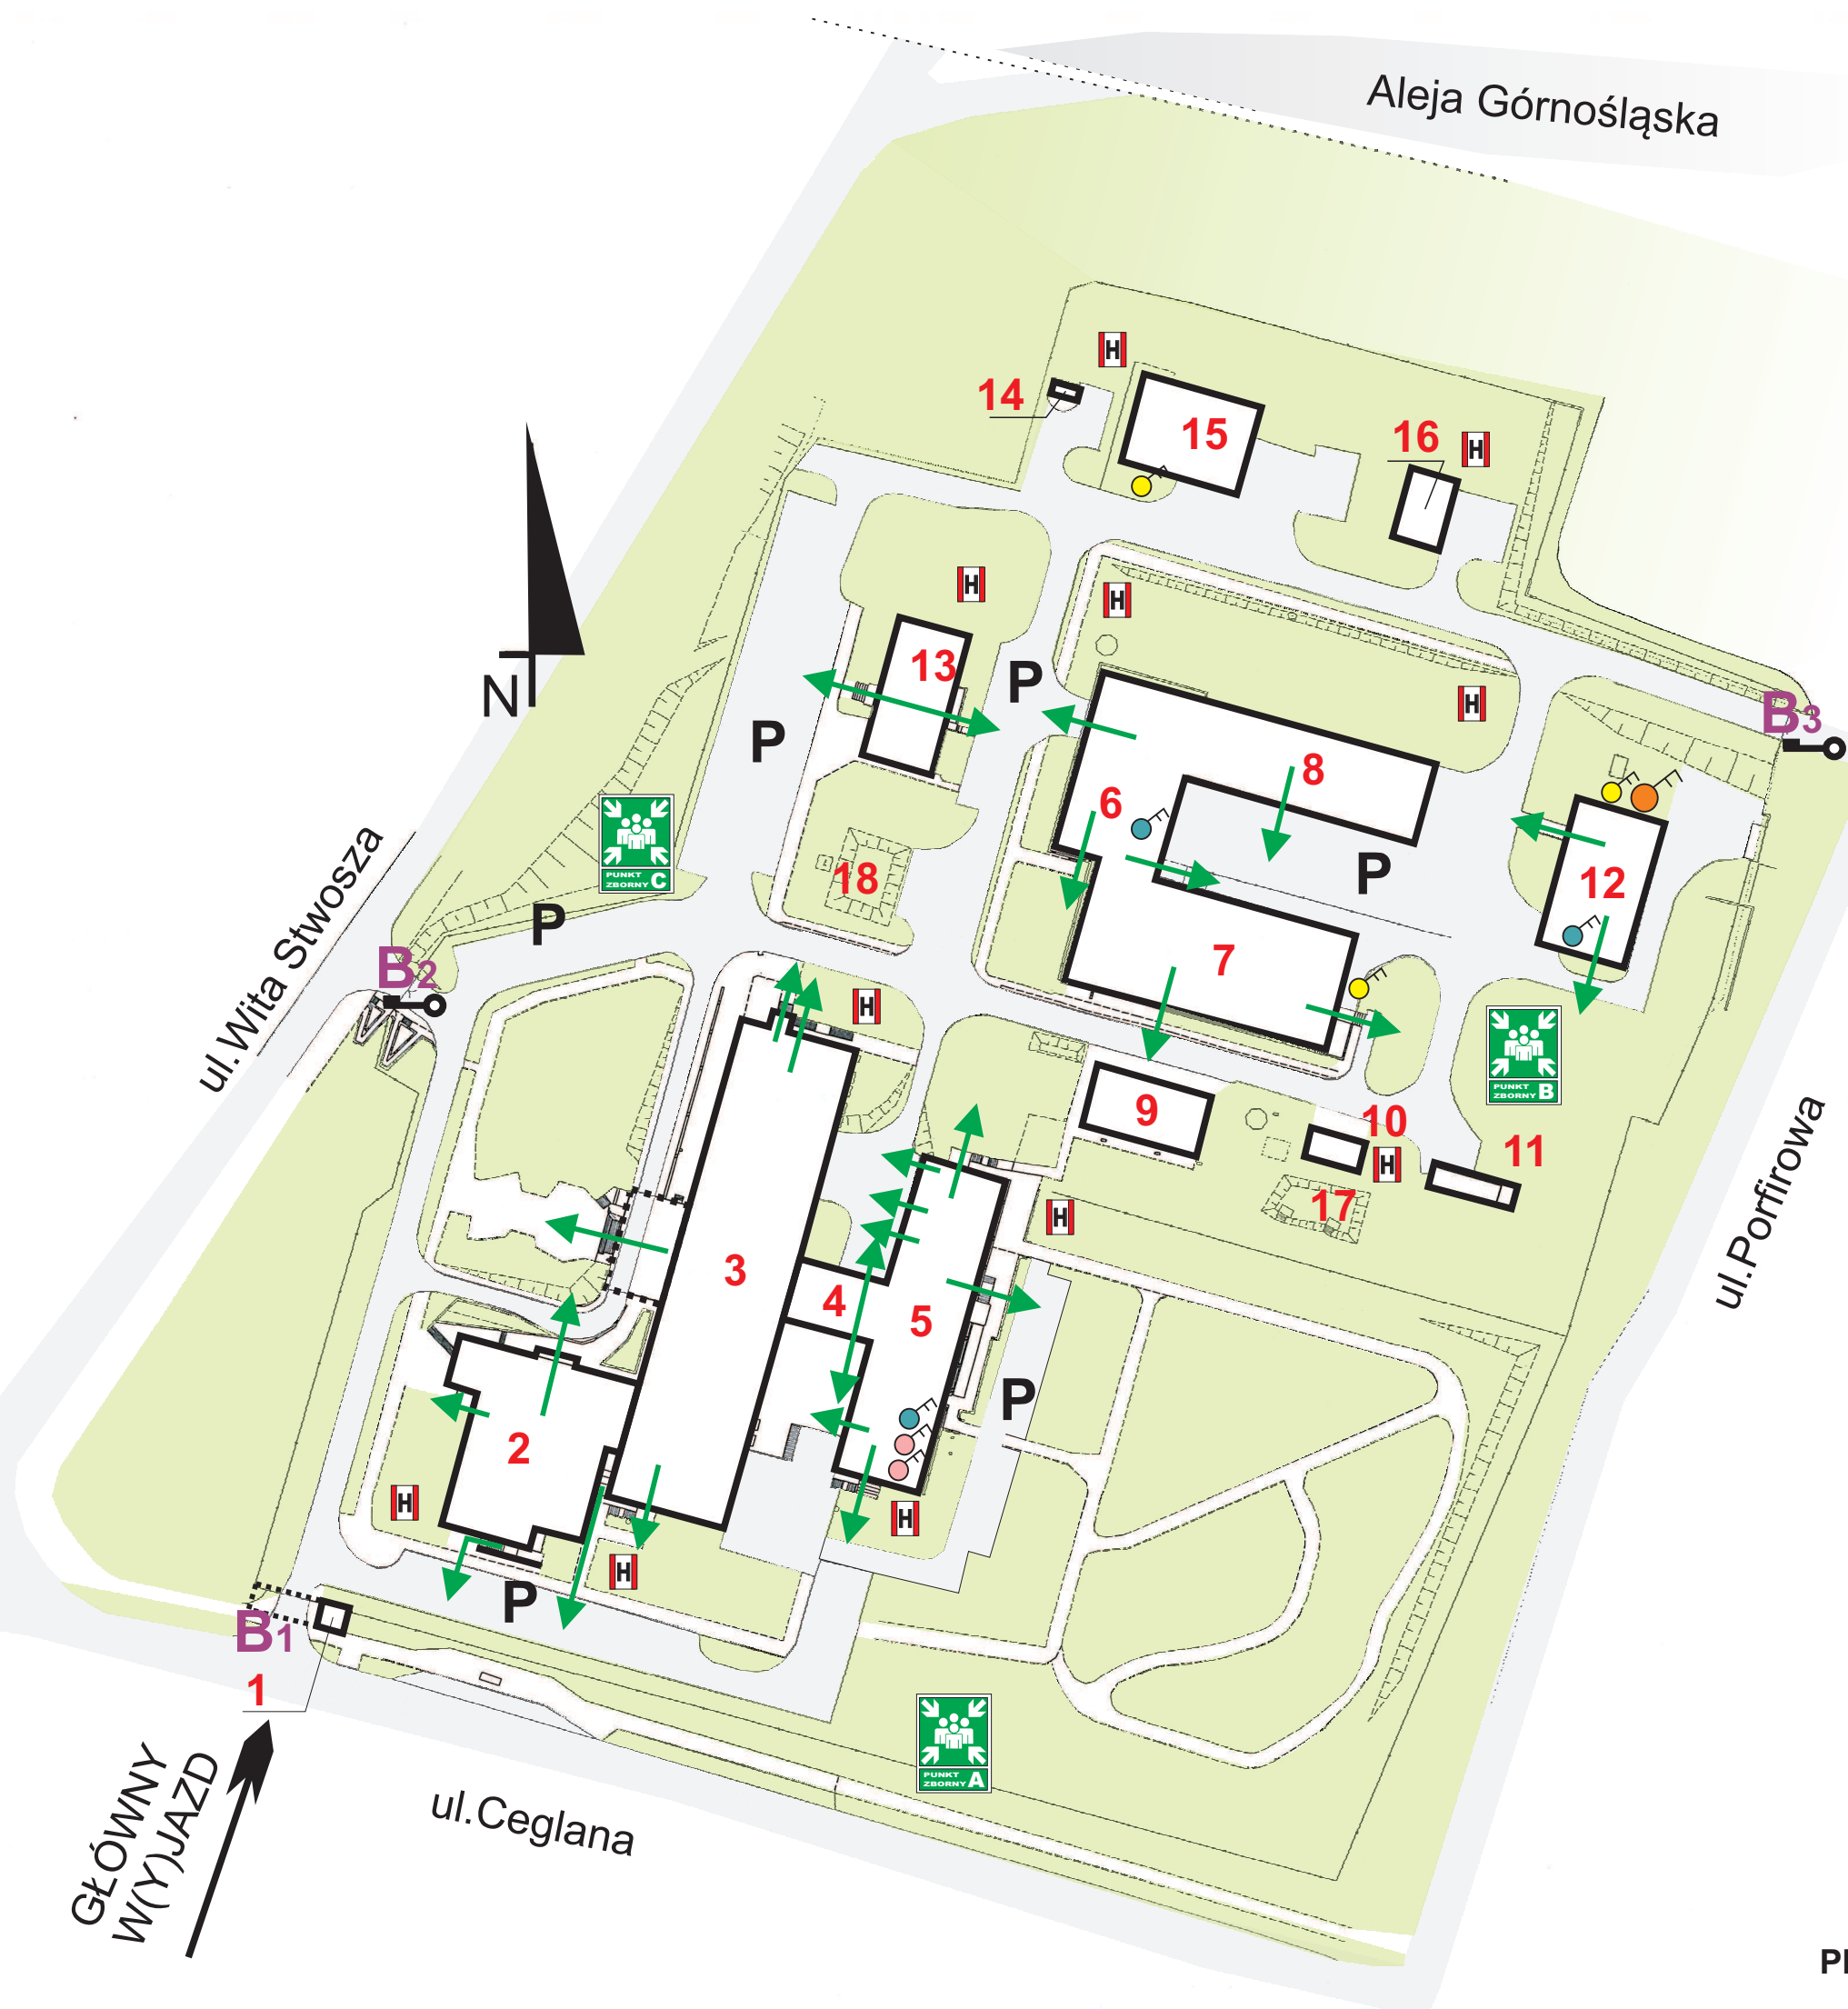 Aleja Górnośląska
H
14
15
16
H
H
H
13
P
H
N
P
B3
8
6
PUNKT
ZBORNY C
18
P
12
P
ul.Wita Stwosza
B2
7
H
PUNKT
ZBORNY B
9
10
11
H
17
H
ul.Porfirowa
3
4
5
P
2
H
H
H
P
B1
1
PUNKT
ZBORNY A
GŁÓWNY
W(Y)JAZD
ul.Ceglana